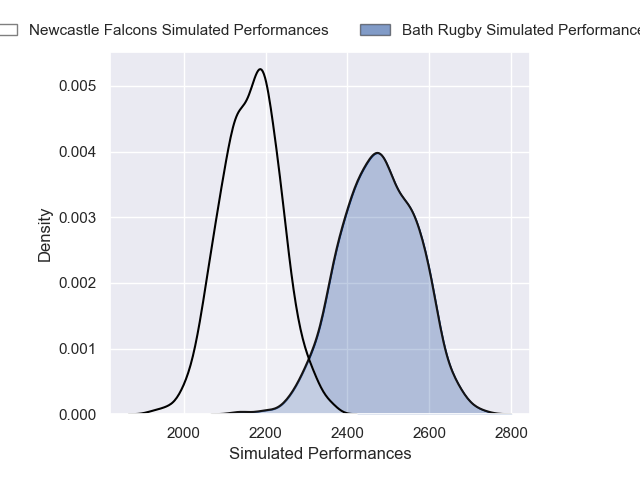 Newcastle Falcons Simulated Performances
Bath Rugby Simulated Performance
0.005
0.004
0.003
0.002
0.001
0.000
Density
2000 2200 2400 2600 2800
Simulated Performances